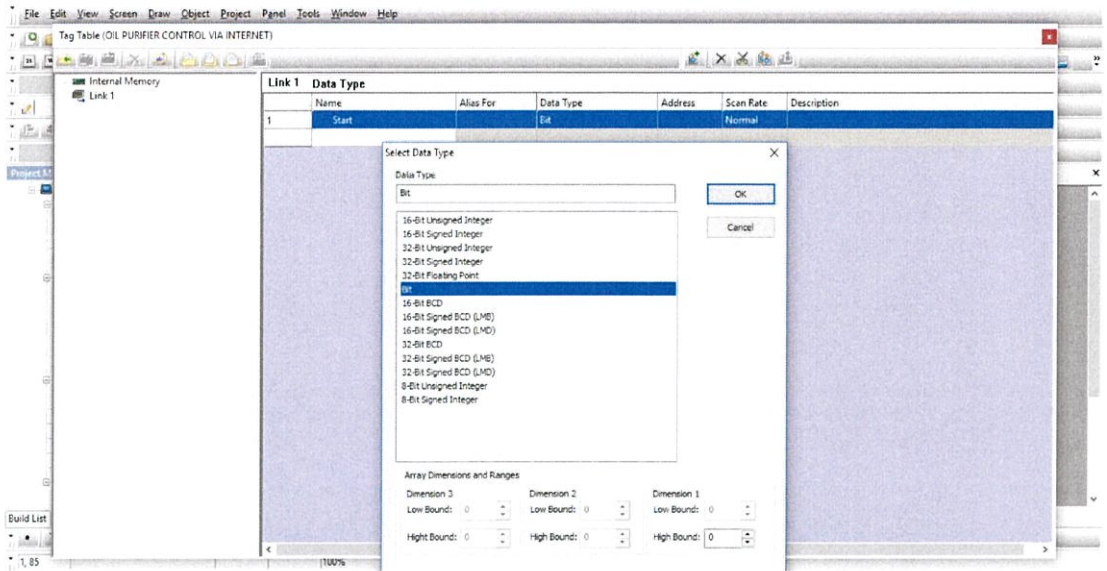 File Edit View Screen Draw Object Project Panel Tools Window Help
Tag Table (OIL PURIFIER CONTROL VIA INTERNET)
Internal Memory
Link 1
Link 1 Data Type
Name Alias For Data Type Address Scan Rate Description
1 Start Bit Normal
Select Data Type
Data Type
Bit
OK
Cancel
16-Bit Unsigned Integer
16-Bit Signed Integer
32-Bit Unsigned Integer
32-Bit Signed Integer
32-Bit Floating Point
Bit
16-Bit BCD
16-Bit Signed BCD (LMB)
16-Bit Signed BCD (LMD)
32-Bit BCD
32-Bit Signed BCD (LMB)
32-Bit Signed BCD (LMD)
8-Bit Unsigned Integer
8-Bit Signed Integer
Array Dimensions and Ranges
Dimension 3 Dimension 2 Dimension 1
Low Bound: 0 Low Bound: 0 Low Bound: 0
Hight Bound: 0 High Bound: 0 High Bound: 0
Project M
Build List
1, 85
100%